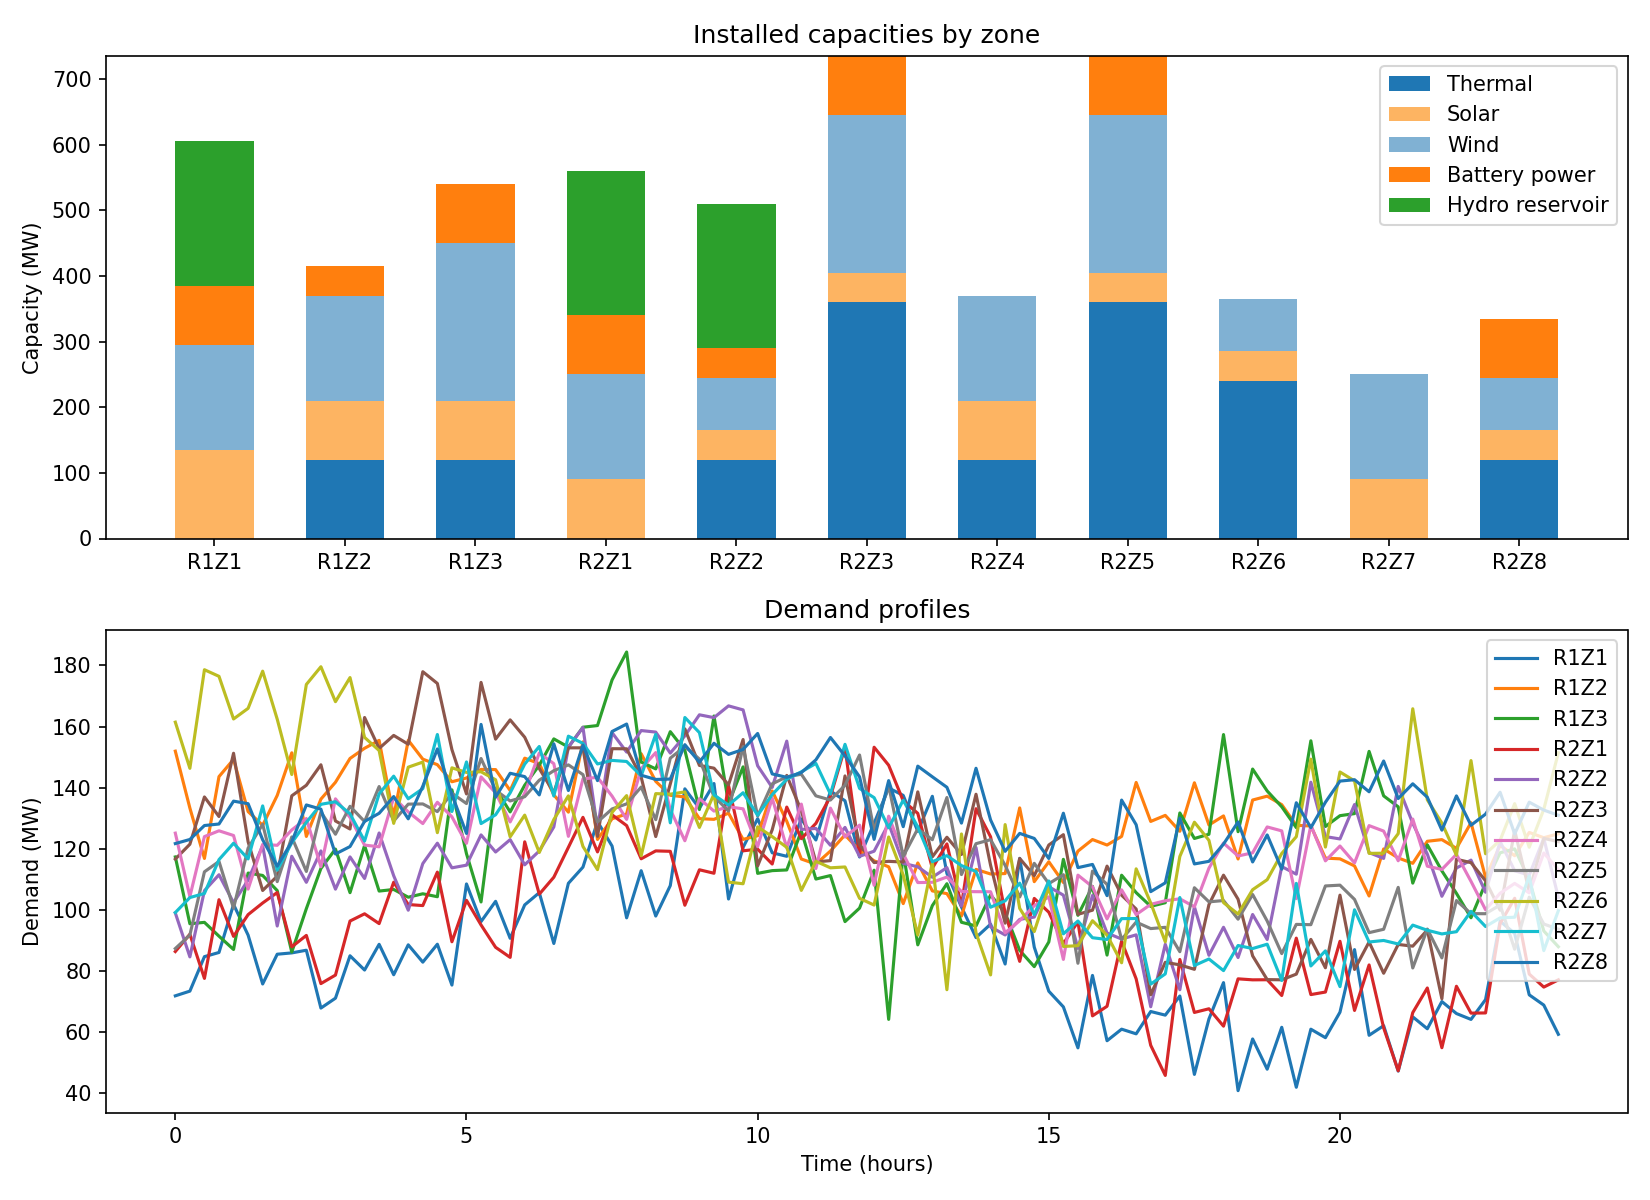 Installed capacities by zone
Capacity (MW)
700
600
500
400
300
200
100
0
Thermal
Solar
Wind
Battery power
Hydro reservoir
R1Z1 R1Z2 R1Z3 R2Z1 R2Z2 R2Z3 R2Z4 R2Z5 R2Z6 R2Z7 R2Z8
Demand profiles
Demand (MW)
180
160
140
120
100
80
60
40
R1Z1
R1Z2
R1Z3
R2Z1
R2Z2
R2Z3
R2Z4
R2Z5
R2Z6
R2Z7
R2Z8
0 5 10 15 20
Time (hours)